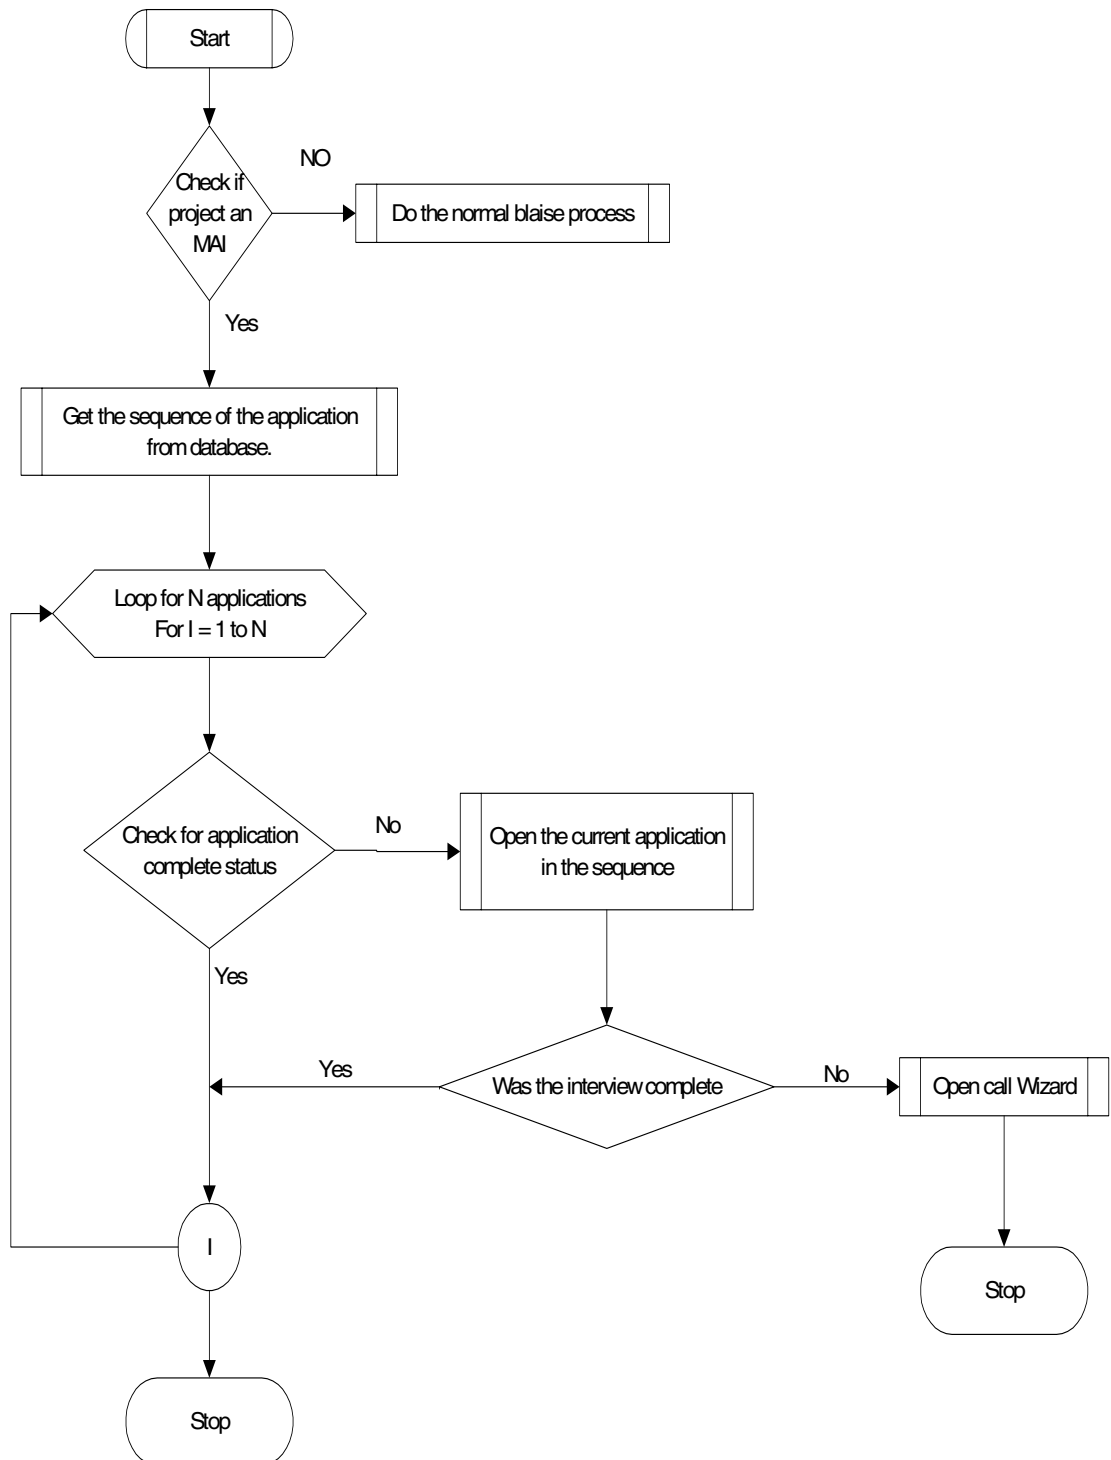 Start
NO
Check if
project an
MAI
Do the normal blaise process
Yes
Get the sequence of the application
from database.
Loop for N applications
For I = 1 to N
No
Check for application
complete status
Open the current application
in the sequence
Yes
Yes
Was the interview complete
No
Open call Wizard
I
Stop
Stop